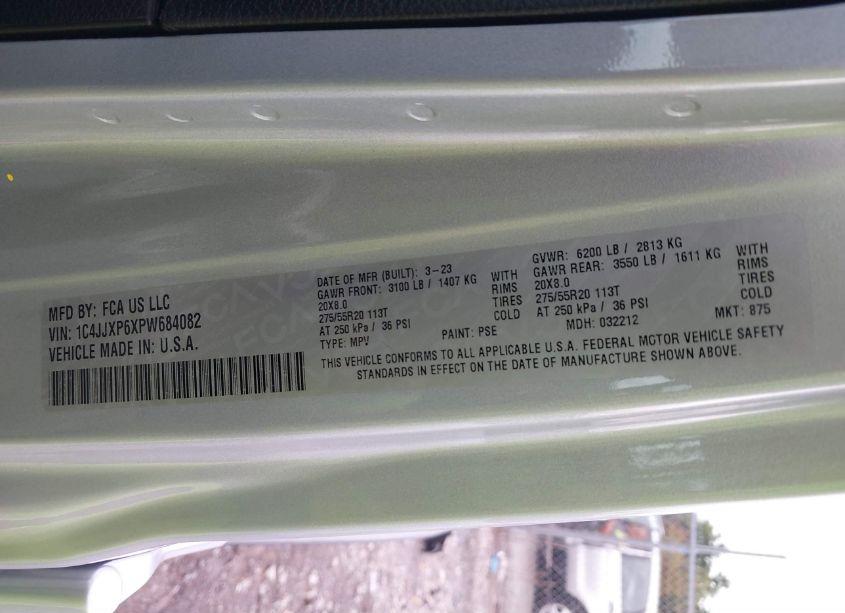 MFD BY: FCA US LLC
VIN: 1C4JJXP6XPW684082
VEHICLE MADE IN: U.S.A.
DATE OF MFR (BUILT): 3-23
GAWR FRONT: 3100 LB / 1407 KG WITH
20X8.0 RIMS
275/55R20 113T TIRES
AT 250 kPa / 36 PSI COLD
TYPE: MPV PAINT: PSE
GVWR: 6200 LB / 2813 KG
GAWR REAR: 3550 LB / 1611 KG WITH
20X8.0 RIMS
275/55R20 113T TIRES
AT 250 kPa / 36 PSI COLD
MDH: 032212 MKT: 875
THIS VEHICLE CONFORMS TO ALL APPLICABLE U.S.A. FEDERAL MOTOR VEHICLE SAFETY
STANDARDS IN EFFECT ON THE DATE OF MANUFACTURE SHOWN ABOVE.